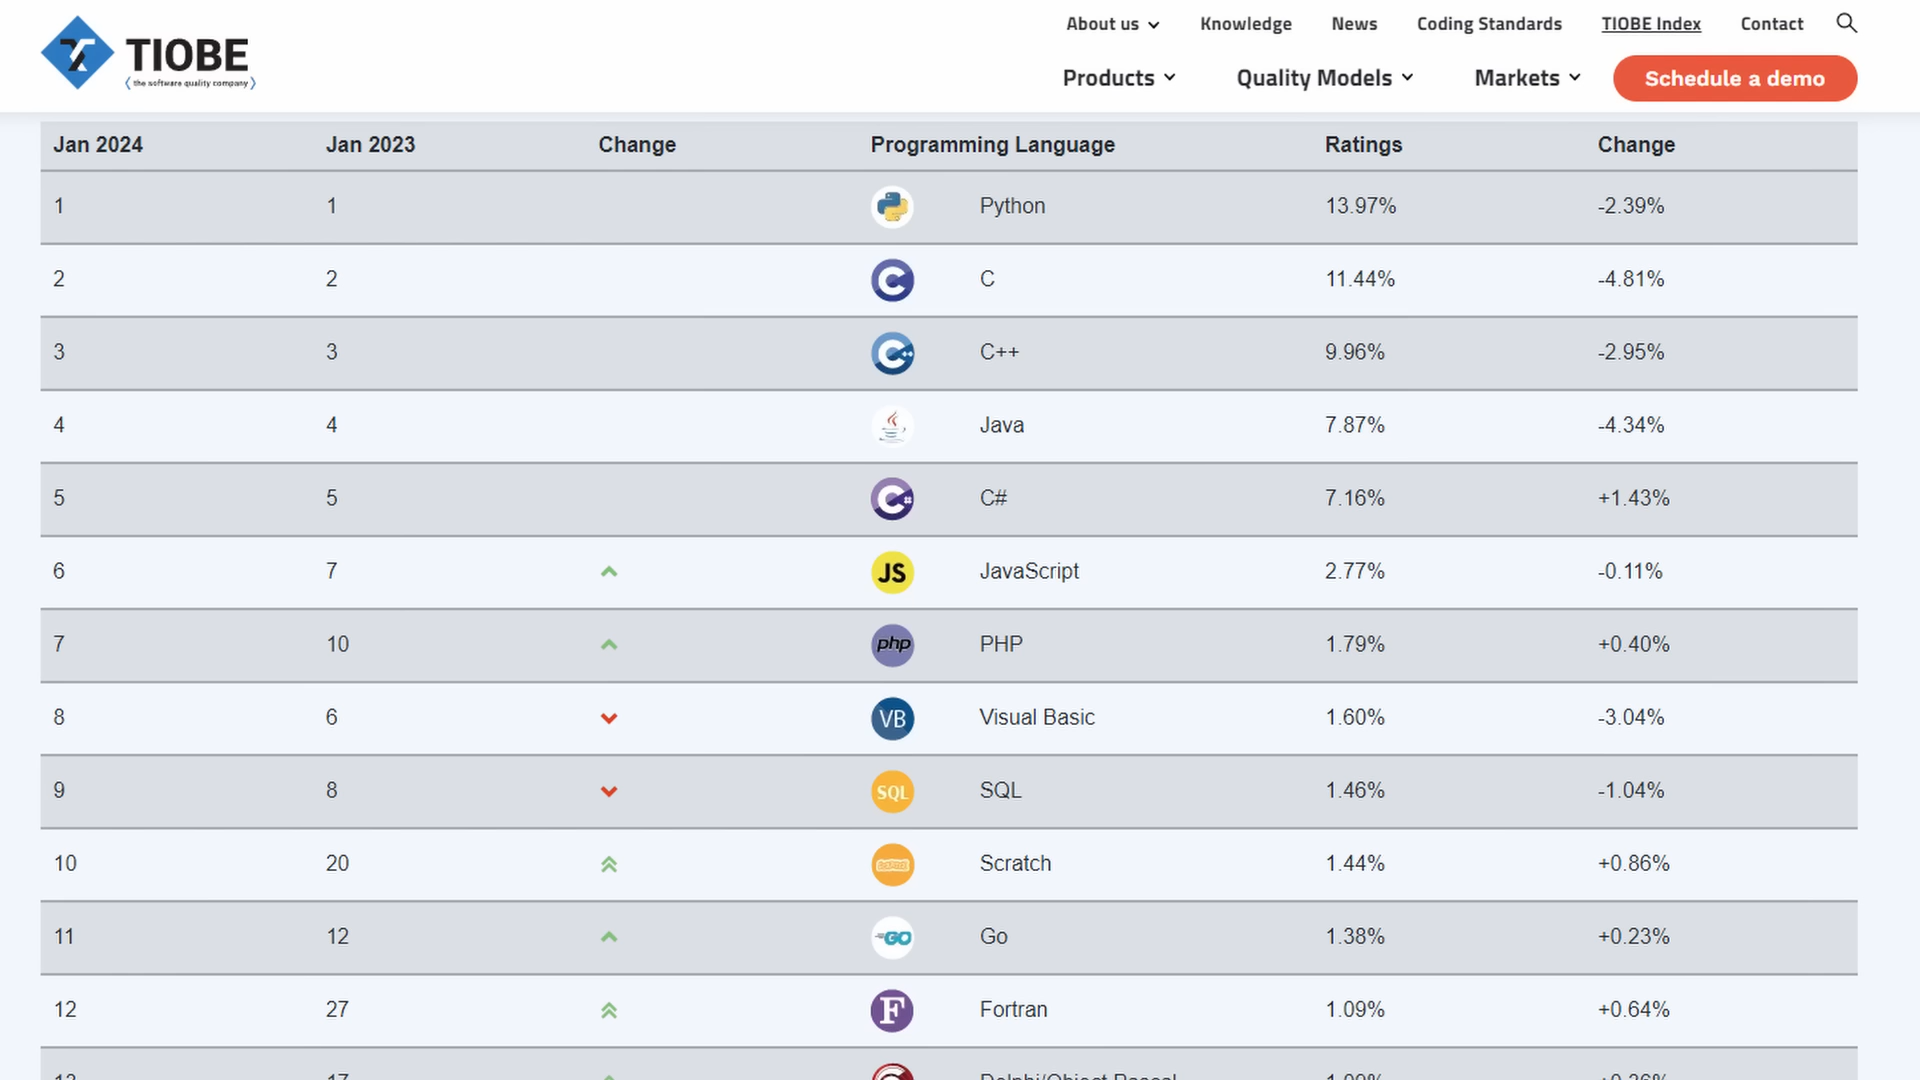 About us Knowledge News Coding Standards TIOBE Index Contact
TIOBE
the software quality company
Products Quality Models Markets Schedule a demo
Jan 2024 Jan 2023 Change Programming Language Ratings Change
1 1 Python 13.97% -2.39%
2 2 C C 11.44% -4.81%
3 3 C++ C++ 9.96% -2.95%
4 4 Java 7.87% -4.34%
5 5 C# C# 7.16% +1.43%
6 7 JS JavaScript 2.77% -0.11%
7 10 php PHP 1.79% +0.40%
8 6 VB Visual Basic 1.60% -3.04%
9 8 SQL SQL 1.46% -1.04%
10 20 Scratch 1.44% +0.86%
11 12 GO Go 1.38% +0.23%
12 27 F Fortran 1.09% +0.64%